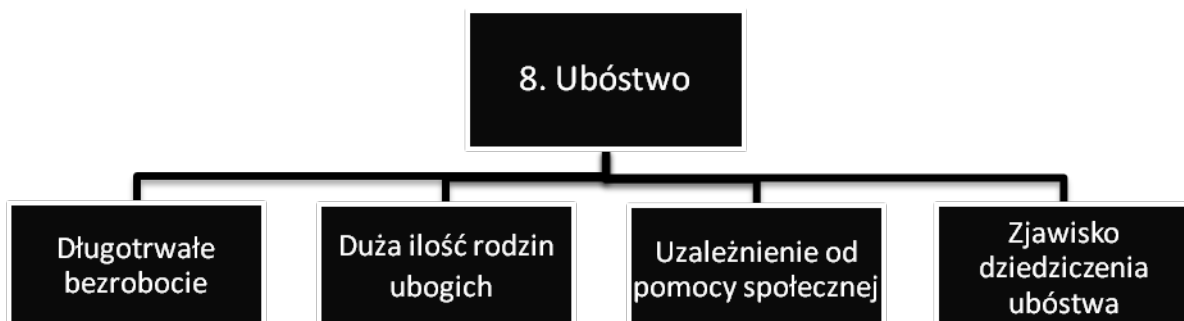 8. Ubóstwo
Długotrwałe
bezrobocie
Duża ilość rodzin
ubogich
Uzależnienie od
pomocy społecznej
Zjawisko
dziedziczenia
ubóstwa